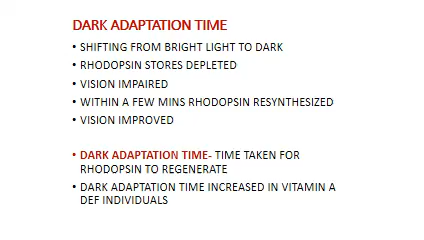 DARK ADAPTATION TIME
• SHIFTING FROM BRIGHT LIGHT TO DARK
• RHODOPSIN STORES DEPLETED
• VISION IMPAIRED
• WITHIN A FEW MINS RHODOPSIN RESYNTHESIZED
• VISION IMPROVED
• DARK ADAPTATION TIME- TIME TAKEN FOR
RHODOPSIN TO REGENERATE
• DARK ADAPTATION TIME INCREASED IN VITAMIN A
DEF INDIVIDUALS